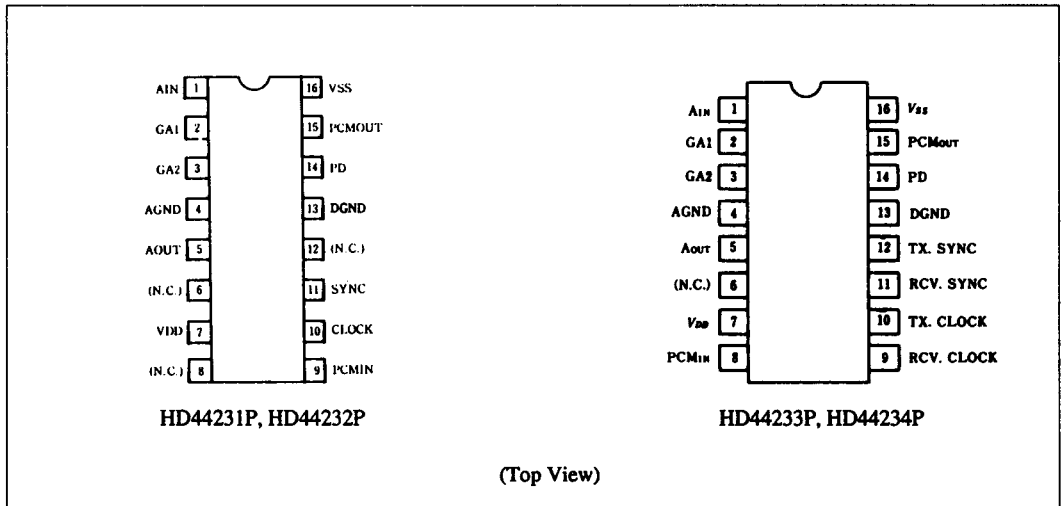 AIN 1 16 VSS
GA1 2 15 PCMOUT
GA2 3 14 PD
AGND 4 13 DGND
AOUT 5 12 (N.C.)
(N.C.) 6 11 SYNC
VDD 7 10 CLOCK
(N.C.) 8 9 PCMIN
HD44231P, HD44232P
AIN 1 16 VSS
GA1 2 15 PCMOUT
GA2 3 14 PD
AGND 4 13 DGND
AOUT 5 12 TX. SYNC
(N.C.) 6 11 RCV. SYNC
VDD 7 10 TX. CLOCK
PCMIN 8 9 RCV. CLOCK
HD44233P, HD44234P
(Top View)